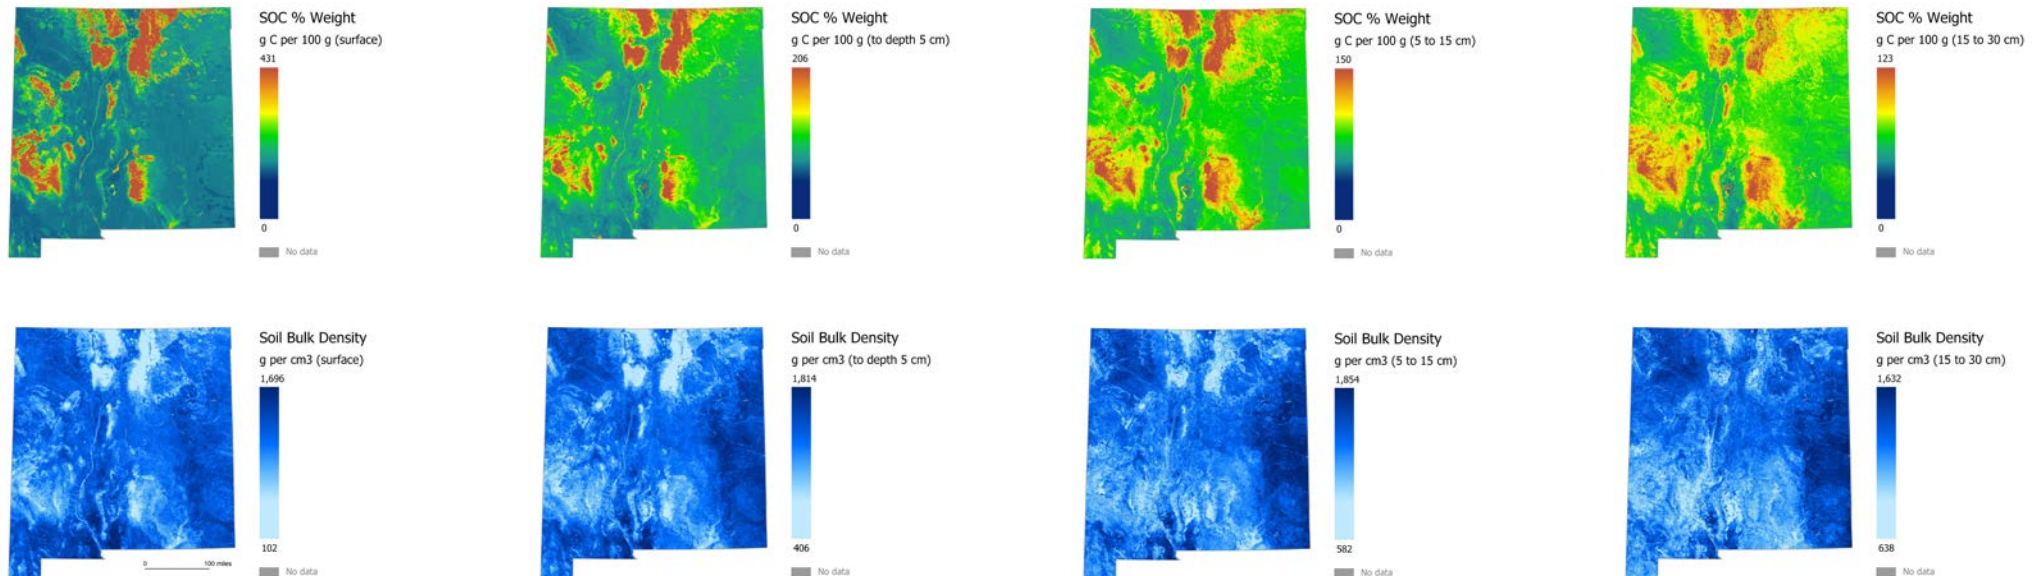 SOC % Weight
g C per 100 g (surface)
431
0
No data
SOC % Weight
g C per 100 g (to depth 5 cm)
206
0
No data
SOC % Weight
g C per 100 g (5 to 15 cm)
150
0
No data
SOC % Weight
g C per 100 g (15 to 30 cm)
123
0
No data
Soil Bulk Density
g per cm3 (surface)
1,696
102
No data
0 100 miles
Soil Bulk Density
g per cm3 (to depth 5 cm)
1,814
406
No data
Soil Bulk Density
g per cm3 (5 to 15 cm)
1,854
582
No data
Soil Bulk Density
g per cm3 (15 to 30 cm)
1,632
638
No data